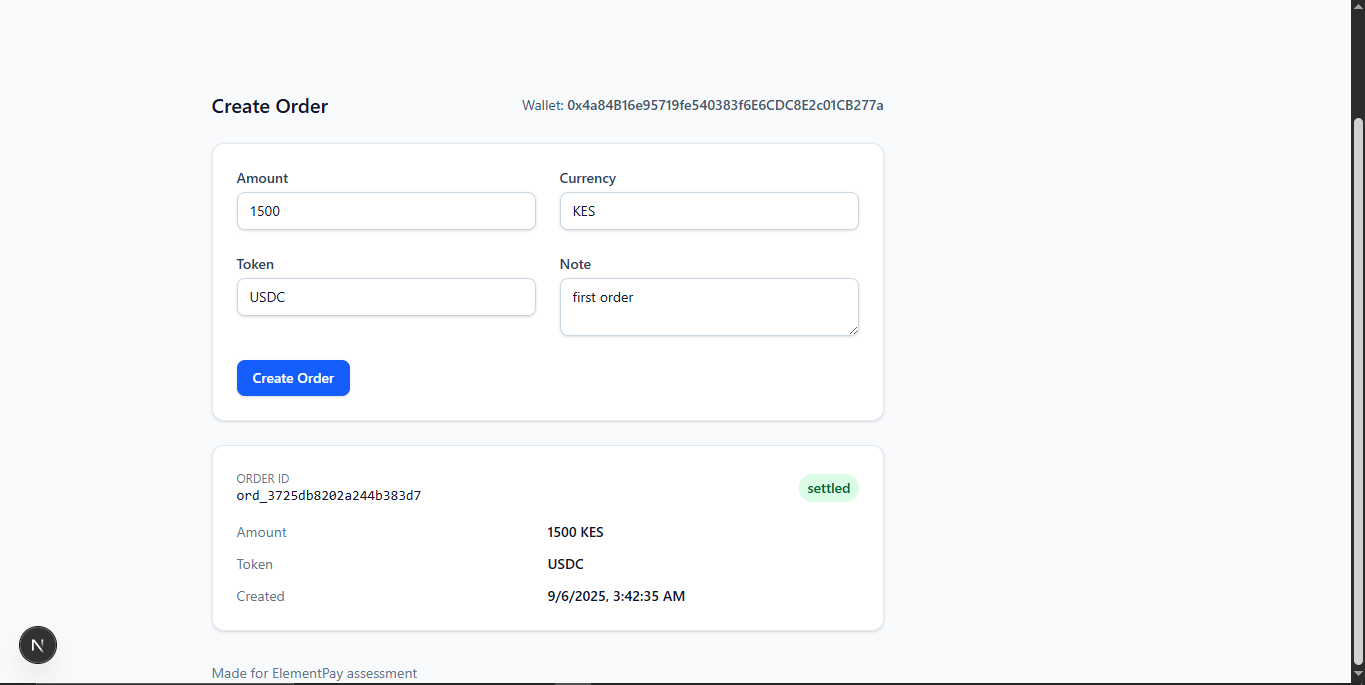 Create Order
Wallet: 0x4a84B16e95719fe540383f6E6CDC8E2c01CB277a
Amount
Currency
1500
KES
Token
Note
USDC
first order
Create Order
ORDER ID
ord_3725db8202a244b383d7
settled
Amount
1500 KES
Token
USDC
Created
9/6/2025, 3:42:35 AM
N
Made for ElementPay assessment